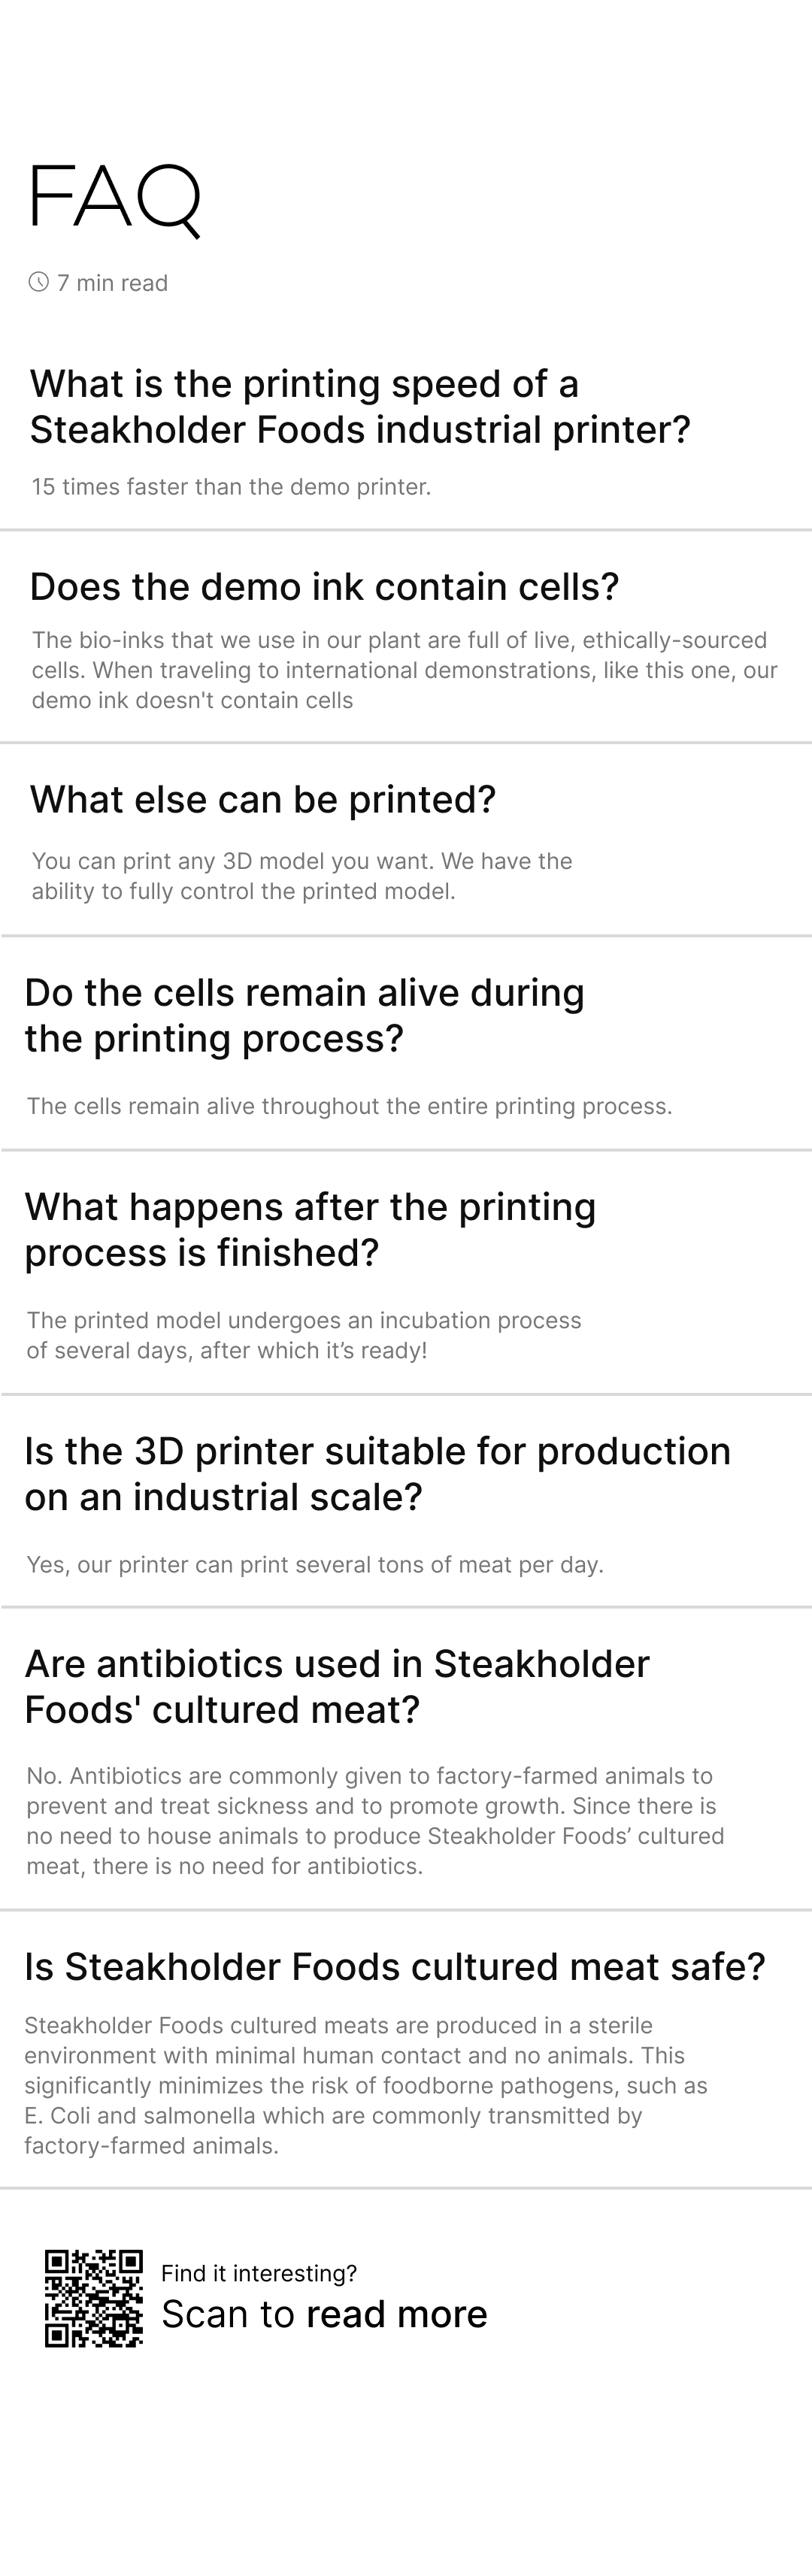 FAQ
7 min read
What is the printing speed of a
Steakholder Foods industrial printer?
15 times faster than the demo printer.
Does the demo ink contain cells?
The bio-inks that we use in our plant are full of live, ethically-sourced
cells. When traveling to international demonstrations, like this one, our
demo ink doesn't contain cells
What else can be printed?
You can print any 3D model you want. We have the
ability to fully control the printed model.
Do the cells remain alive during
the printing process?
The cells remain alive throughout the entire printing process.
What happens after the printing
process is finished?
The printed model undergoes an incubation process
of several days, after which it’s ready!
Is the 3D printer suitable for production
on an industrial scale?
Yes, our printer can print several tons of meat per day.
Are antibiotics used in Steakholder
Foods' cultured meat?
No. Antibiotics are commonly given to factory-farmed animals to
prevent and treat sickness and to promote growth. Since there is
no need to house animals to produce Steakholder Foods’ cultured
meat, there is no need for antibiotics.
Is Steakholder Foods cultured meat safe?
Steakholder Foods cultured meats are produced in a sterile
environment with minimal human contact and no animals. This
significantly minimizes the risk of foodborne pathogens, such as
E. Coli and salmonella which are commonly transmitted by
factory-farmed animals.
Find it interesting?
Scan to read more